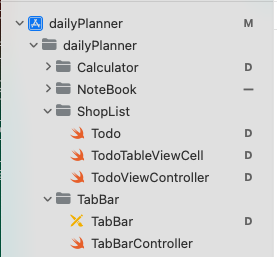 dailyPlanner M
dailyPlanner
Calculator D
NoteBook —
ShopList
Todo D
TodoTableViewCell D
TodoViewController D
TabBar
TabBar D
TabBarController